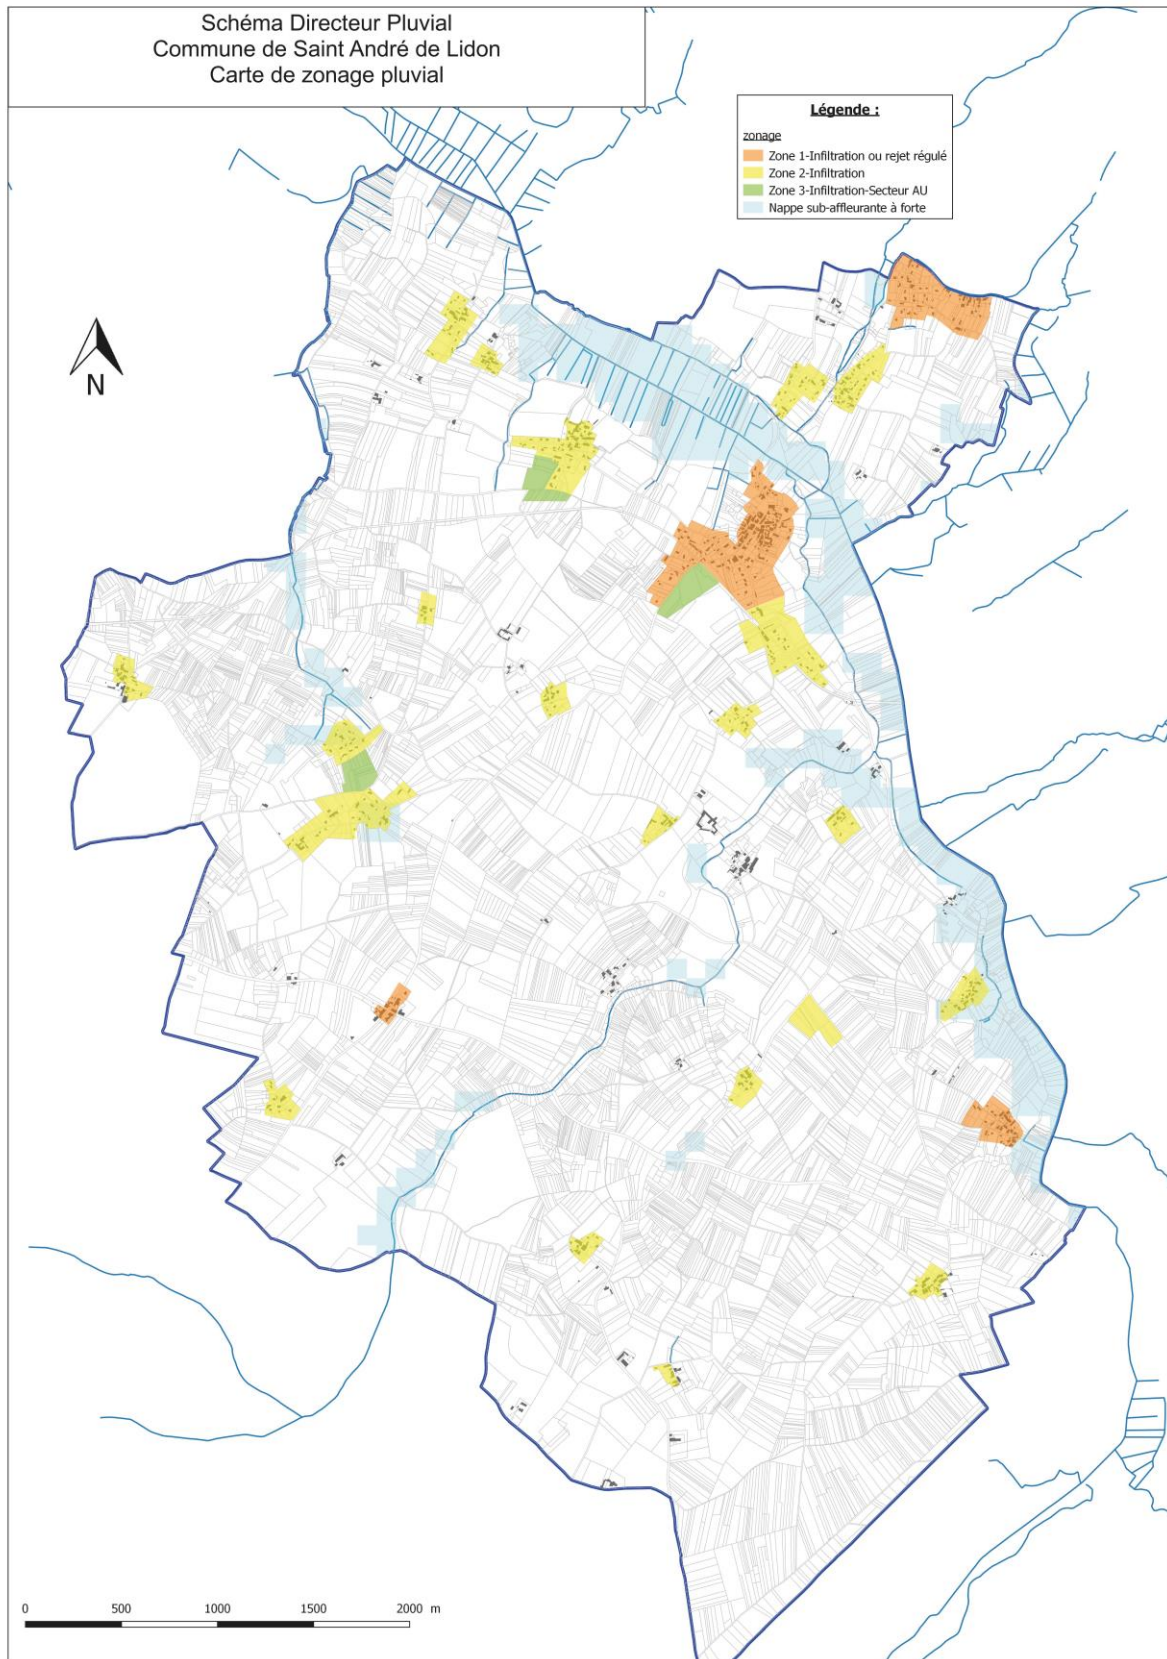 Schéma Directeur Pluvial
Commune de Saint André de Lidon
Carte de zonage pluvial
Légende :
zonage
Zone 1-Infiltration ou rejet régulé
Zone 2-Infiltration
Zone 3-Infiltration-Secteur AU
Nappe sub-affleurante à forte
N
0 500 1000 1500 2000 m